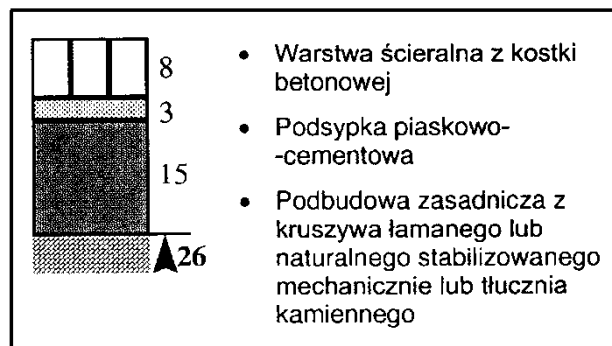 8
3
15
26
• Warstwa ścieralna z kostki
betonowej
• Podsypka piaskowo-
-cementowa
• Podbudowa zasadnicza z
kruszywa łamanego lub
naturalnego stabilizowanego
mechanicznie lub tłucznia
kamiennego